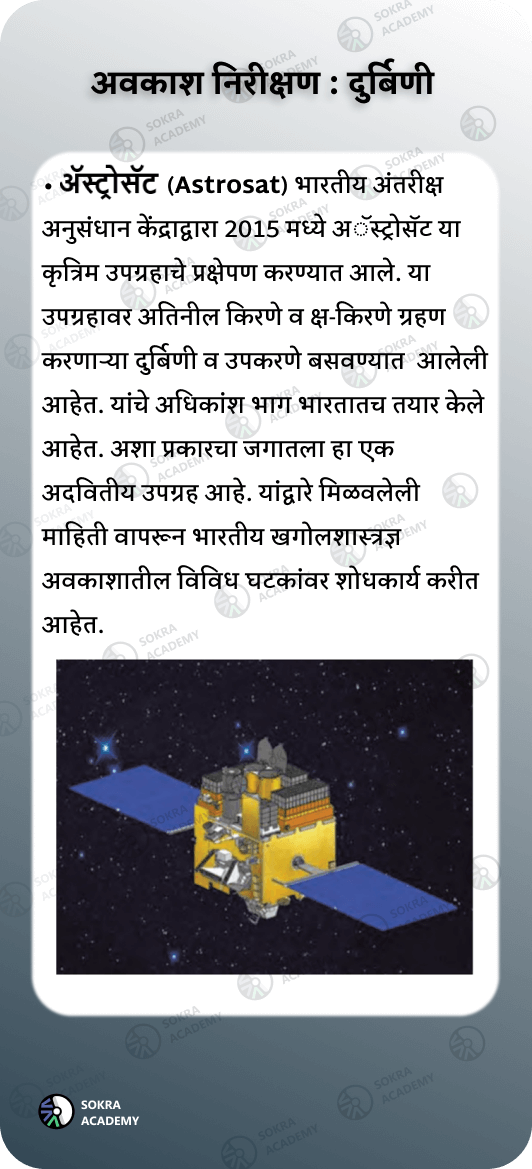 अवकाश निरीक्षण : दुर्बिणी
• ॲस्ट्रोसॅट (Astrosat) भारतीय अंतरीक्ष
अनुसंधान केंद्राद्वारा 2015 मध्ये अॅस्ट्रोसॅट या
कृत्रिम उपग्रहाचे प्रक्षेपण करण्यात आले. या
उपग्रहावर अतिनील किरणे व क्ष-किरणे ग्रहण
करणाऱ्या दुर्बिणी व उपकरणे बसवण्यात आलेली
आहेत. यांचे अधिकांश भाग भारतातच तयार केले
आहेत. अशा प्रकारचा जगातला हा एक
अदवितीय उपग्रह आहे. यांद्वारे मिळवलेली
माहिती वापरून भारतीय खगोलशास्त्रज्ञ
अवकाशातील विविध घटकांवर शोधकार्य करीत
आहेत.
SOKRA
ACADEMY